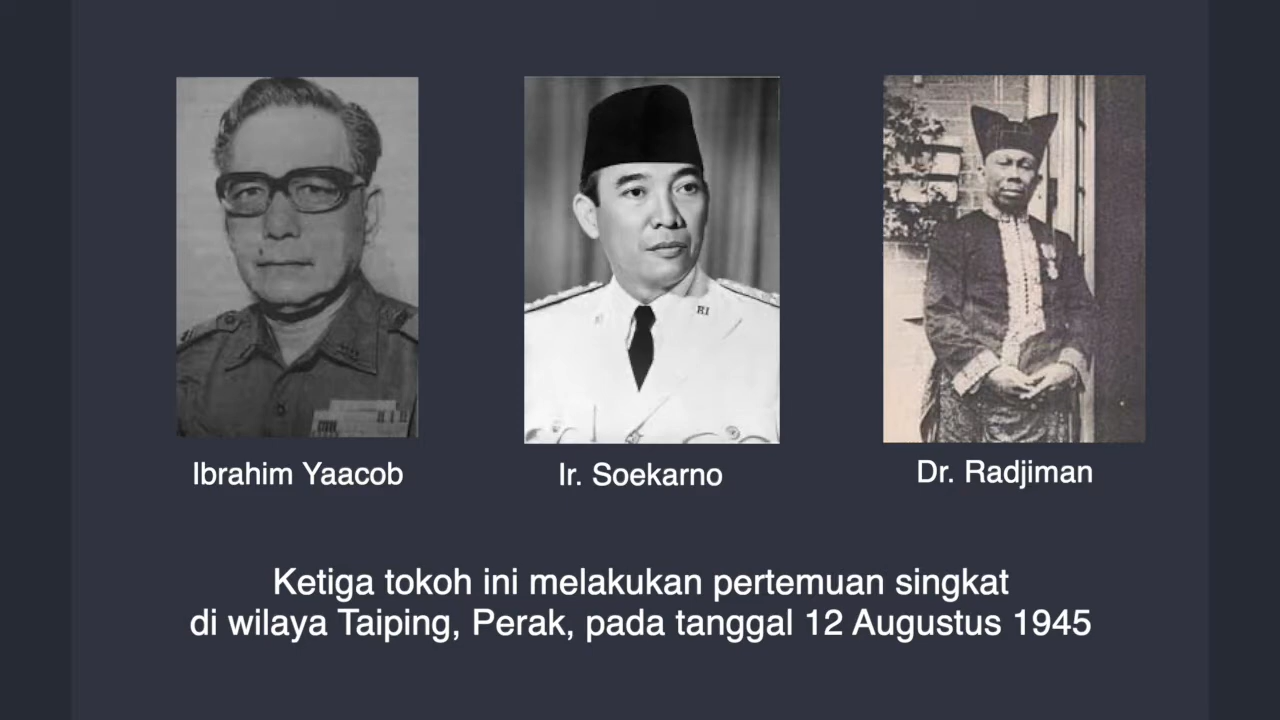 RI
Ibrahim Yaacob
Ir. Soekarno
Dr. Radjiman
Ketiga tokoh ini melakukan pertemuan singkat
di wilaya Taiping, Perak, pada tanggal 12 Augustus 1945